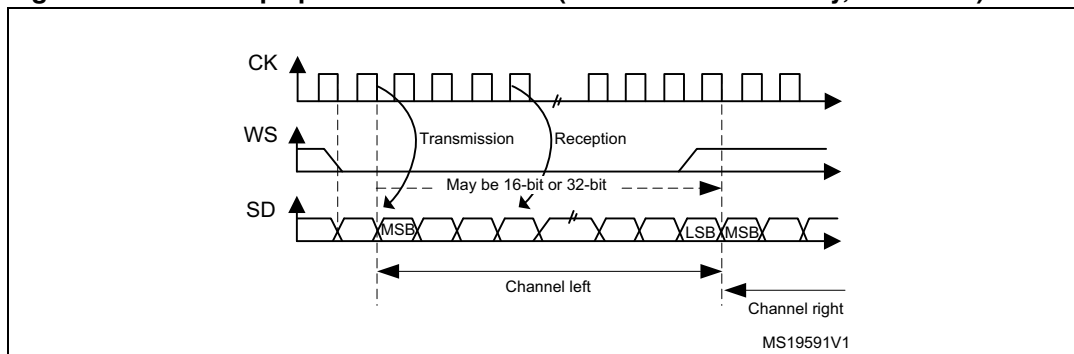 CK
WS
Transmission
Reception
May be 16-bit or 32-bit
SD
MSB
LSB
MSB
Channel left
Channel right
MS19591V1